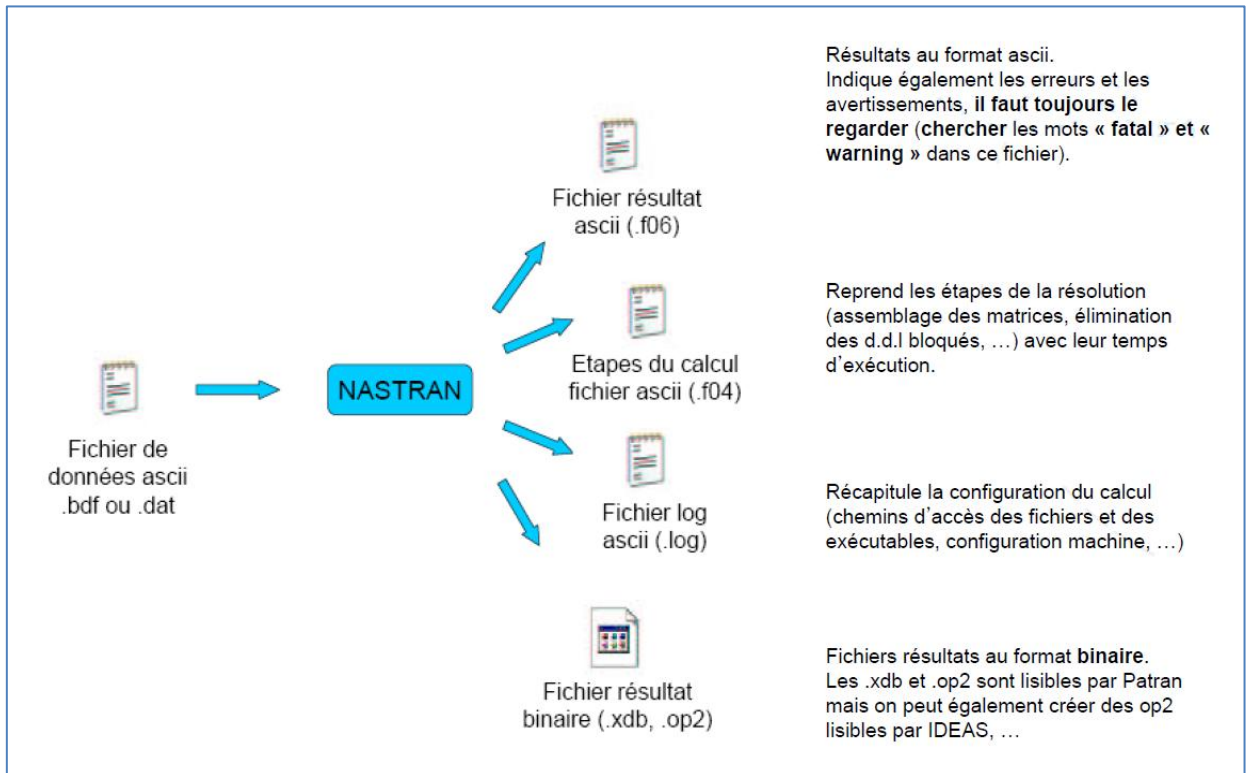 Résultats au format ascii.
Indique également les erreurs et les
avertissements, il faut toujours le
regarder (chercher les mots « fatal » et «
warning » dans ce fichier).
Fichier résultat
ascii (.f06)
Reprend les étapes de la résolution
(assemblage des matrices, élimination
des d.d.l bloqués, …) avec leur temps
d’exécution.
Etapes du calcul
fichier ascii (.f04)
NASTRAN
Fichier de
données ascii
.bdf ou .dat
Récapitule la configuration du calcul
(chemins d’accès des fichiers et des
exécutables, configuration machine, …)
Fichier log
ascii (.log)
Fichiers résultats au format binaire.
Les .xdb et .op2 sont lisibles par Patran
mais on peut également créer des op2
lisibles par IDEAS, …
Fichier résultat
binaire (.xdb, .op2)